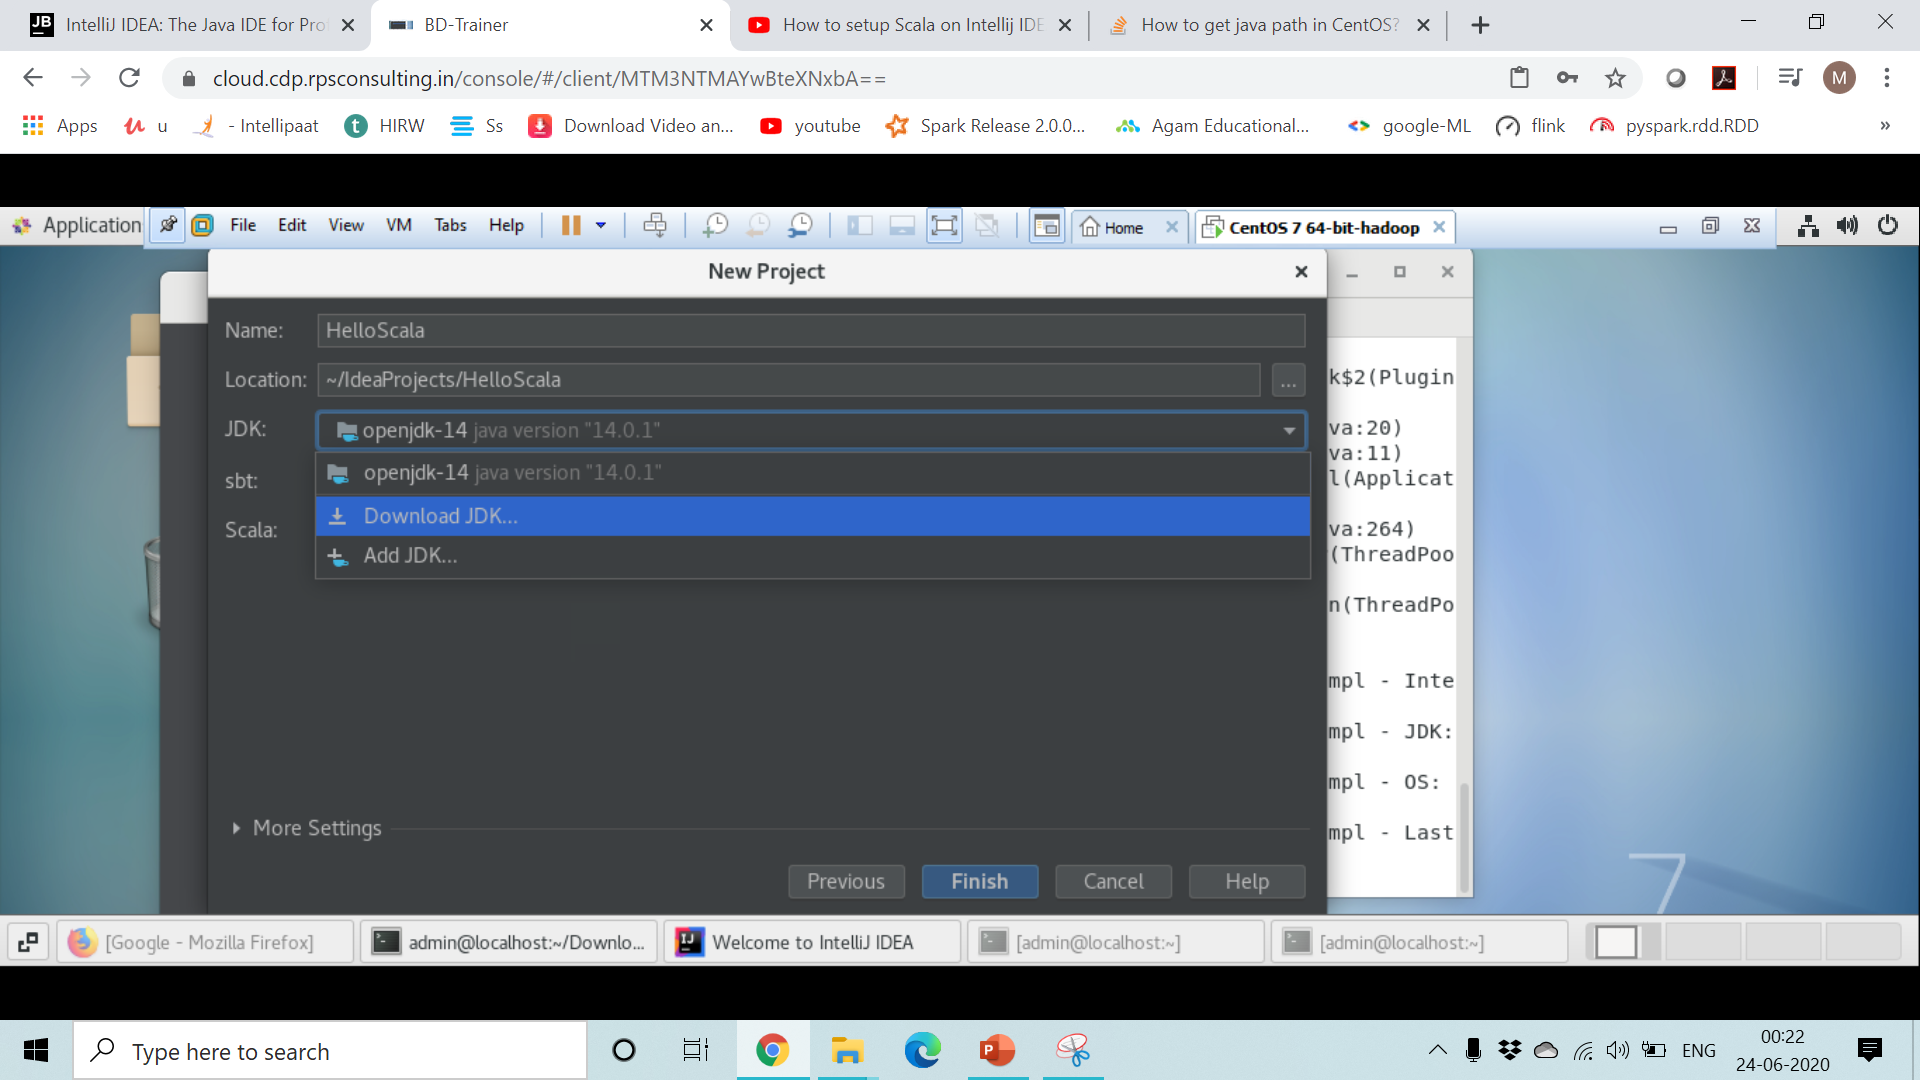 IntelliJ IDEA: The Java IDE for Pro
BD-Trainer
How to setup Scala on Intellij IDE
How to get java path in CentOS?
cloud.cdp.rpsconsulting.in/console/#/client/MTM3NTMAYwBteXNxbA==
M
Apps
u
- Intellipaat
HIRW
Ss
Download Video an...
youtube
Spark Release 2.0.0...
Agam Educational...
google-ML
flink
pyspark.rdd.RDD
»
Application
File
Edit
View
VM
Tabs
Help
Home
CentOS 7 64-bit-hadoop
New Project
Name:
HelloScala
Location:
~/IdeaProjects/HelloScala
...
JDK:
openjdk-14 java version "14.0.1"
openjdk-14 java version "14.0.1"
sbt:
Download JDK...
Scala:
Add JDK...
More Settings
Previous
Finish
Cancel
Help
k$2(Plugin
va:20)
va:11)
l(Applicat
va:264)
(ThreadPoo
n(ThreadPo
mpl - Inte
mpl - JDK:
mpl - OS:
mpl - Last
7
[Google - Mozilla Firefox]
admin@localhost:~/Downlo...
Welcome to IntelliJ IDEA
[admin@localhost:~]
[admin@localhost:~]
Type here to search
ENG
00:22
24-06-2020